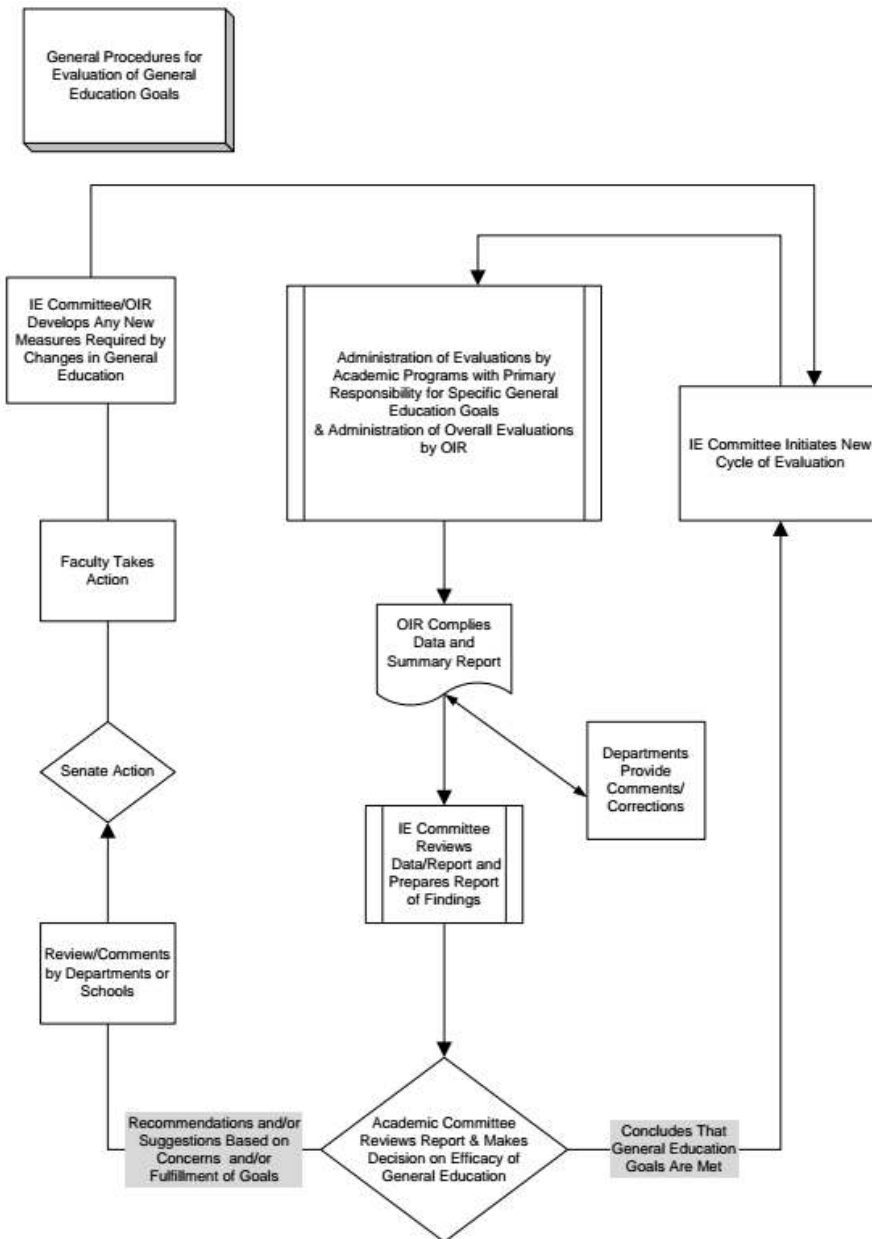 General Procedures for
Evaluation of General
Education Goals
IE Committee/OIR
Develops Any New
Measures Required by
Changes in General
Education
Administration of Evaluations by
Academic Programs with Primary
Responsibility for Specific General
Education Goals
& Administration of Overall Evaluations
by OIR
IE Committee Initiates New
Cycle of Evaluation
Faculty Takes
Action
OIR Complies
Data and
Summary Report
Senate Action
Departments
Provide
Comments/
Corrections
IE Committee
Reviews
Data/Report and
Prepares Report
of Findings
Review/Comments
by Departments or
Schools
Recommendations and/or
Suggestions Based on
Concerns and/or
Fulfillment of Goals
Academic Committee
Reviews Report & Makes
Decision on Efficacy of
General Education
Concludes That
General Education
Goals Are Met